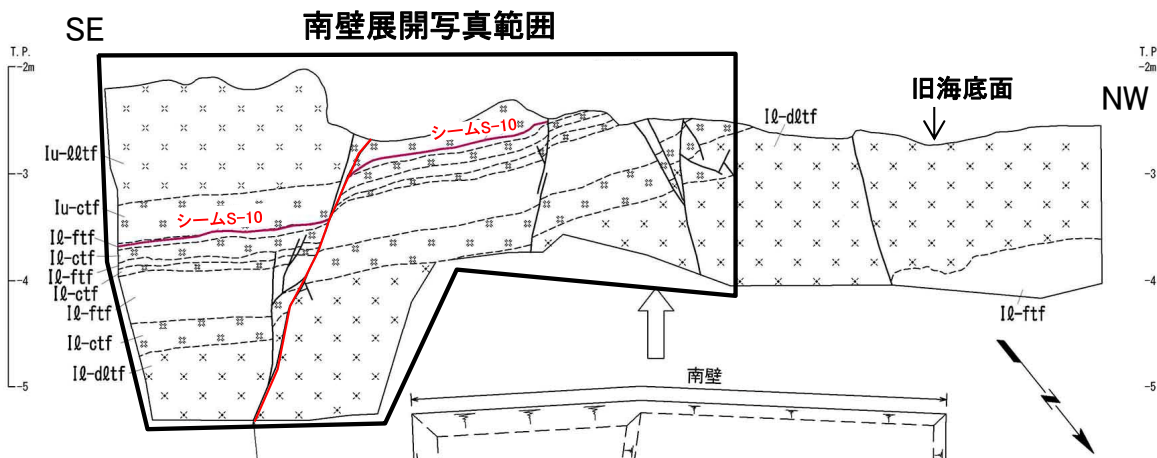 SE
南壁展開写真範囲
T.P.
-2m
-3
-4
-5
シームS-10
シームS-10
Iu-ℓℓtf
Iu-ctf
Iℓ-ftf
Iℓ-ctf
Iℓ-ftf
Iℓ-ctf
Iℓ-ftf
Iℓ-ctf
Iℓ-dℓtf
Iℓ-dℓtf
旧海底面
NW
T.P
-2m
-3
-4
-5
Iℓ-ftf
南壁